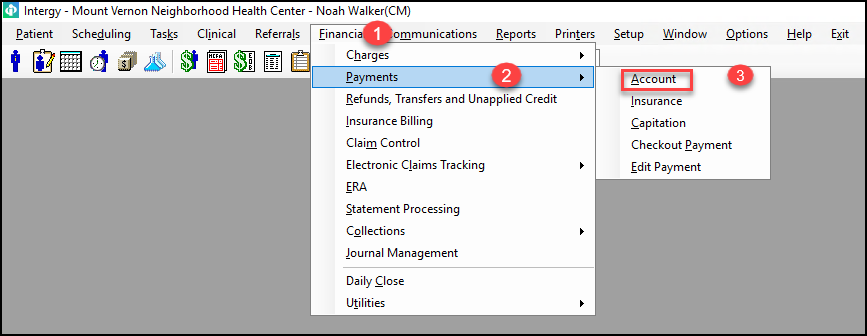 Intergy - Mount Vernon Neighborhood Health Center - Noah Walker(CM)
Patient Scheduling Tasks Clinical Referrals Financial 1 ommunications Reports Printers Setup Window Options Help Exit
Charges
Payments 2
Account 3
Refunds, Transfers and Unapplied Credit
Insurance
Insurance Billing
Capitation
Claim Control
Checkout Payment
Electronic Claims Tracking
Edit Payment
ERA
Statement Processing
Collections
Journal Management
Daily Close
Utilities